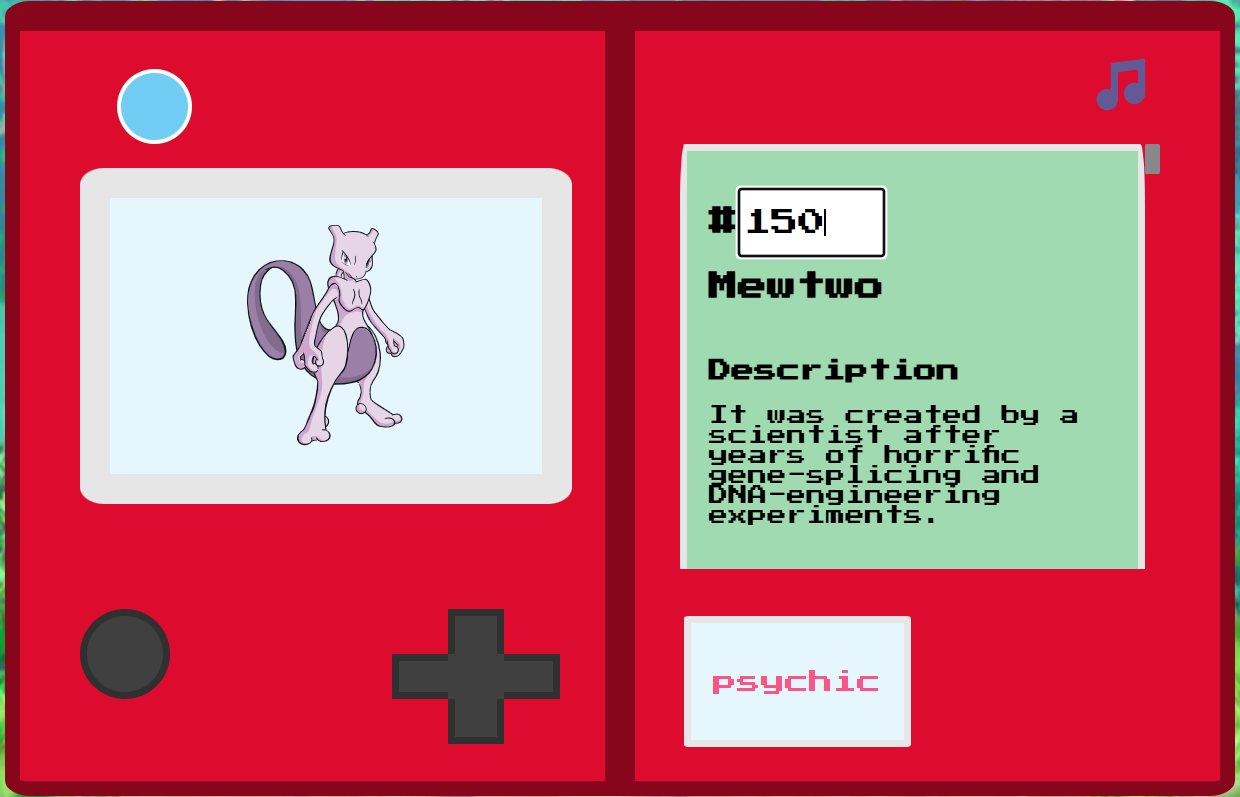 #150
Mewtwo
Description
It was created by a
scientist after
years of horrific
gene-splicing and
DNA-engineering
experiments.
psychic